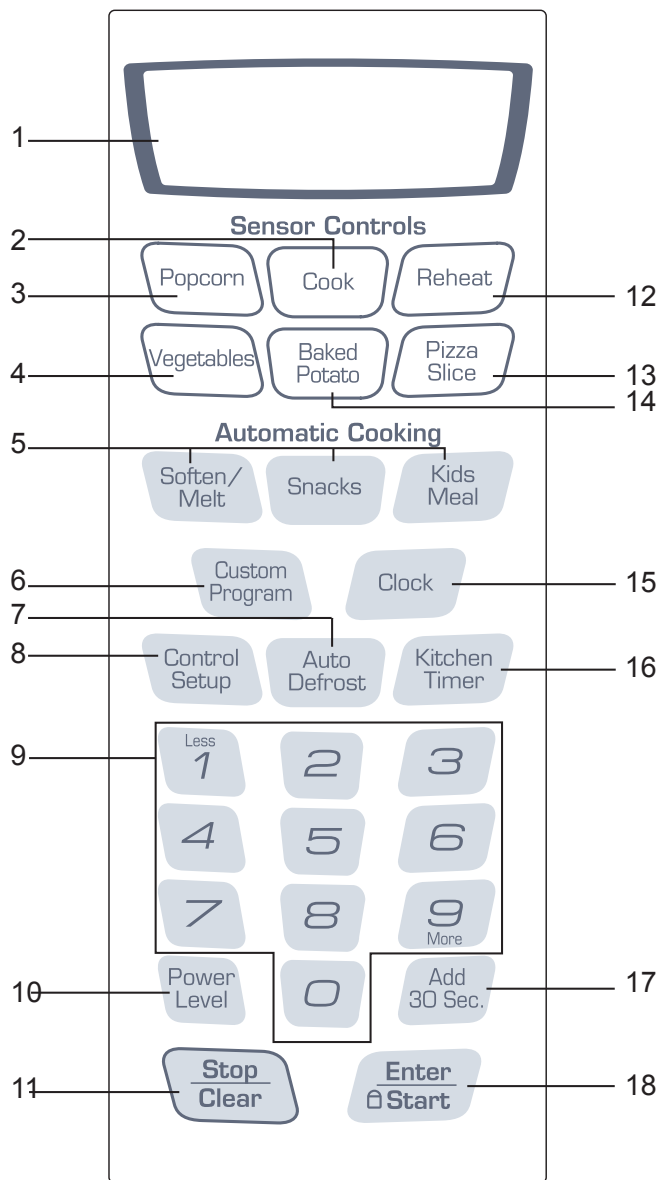 1
Sensor Controls
2
Popcorn
Cook
Reheat
3
12
4
Vegetables
Baked
Potato
Pizza
Slice
13
14
Automatic Cooking
5
Soften/
Melt
Snacks
Kids
Meal
6
Custom
Program
Clock
15
7
8
Control
Setup
Auto
Defrost
Kitchen
Timer
16
9
Less
1
2
3
4
5
6
7
8
9
More
10
Power
Level
0
Add
30 Sec.
17
11
Stop
Clear
Enter
Start
18